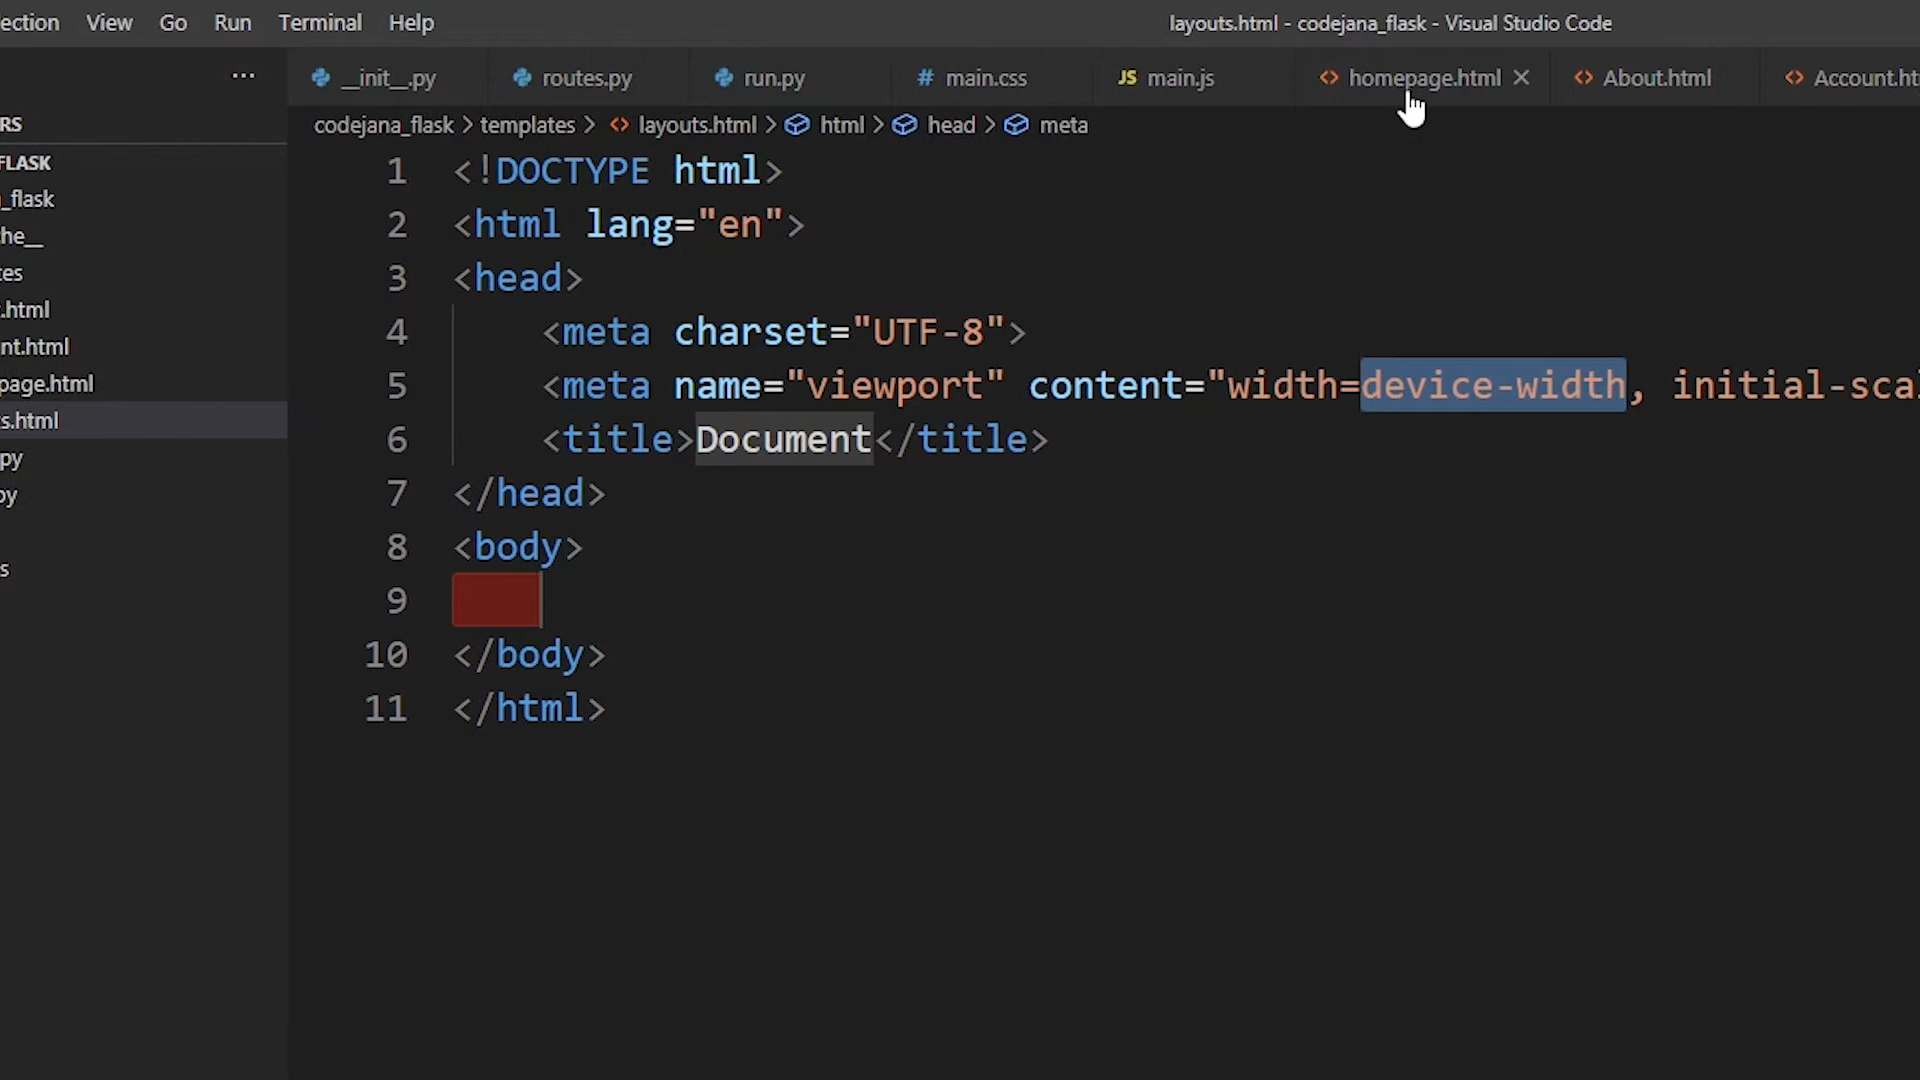 ection View Go Run Terminal Help
layouts.html - codejana_flask - Visual Studio Code
... __init__.py routes.py run.py # main.css JS main.js homepage.html About.html Account.ht
codejana_flask > templates > layouts.html > html > head > meta
RS
FLASK
_flask
he__
es
.html
nt.html
page.html
s.html
py
py
s
1 <!DOCTYPE html>
2 <html lang="en">
3 <head>
4 <meta charset="UTF-8">
5 <meta name="viewport" content="width=device-width, initial-scal
6 <title>Document</title>
7 </head>
8 <body>
9
10 </body>
11 </html>